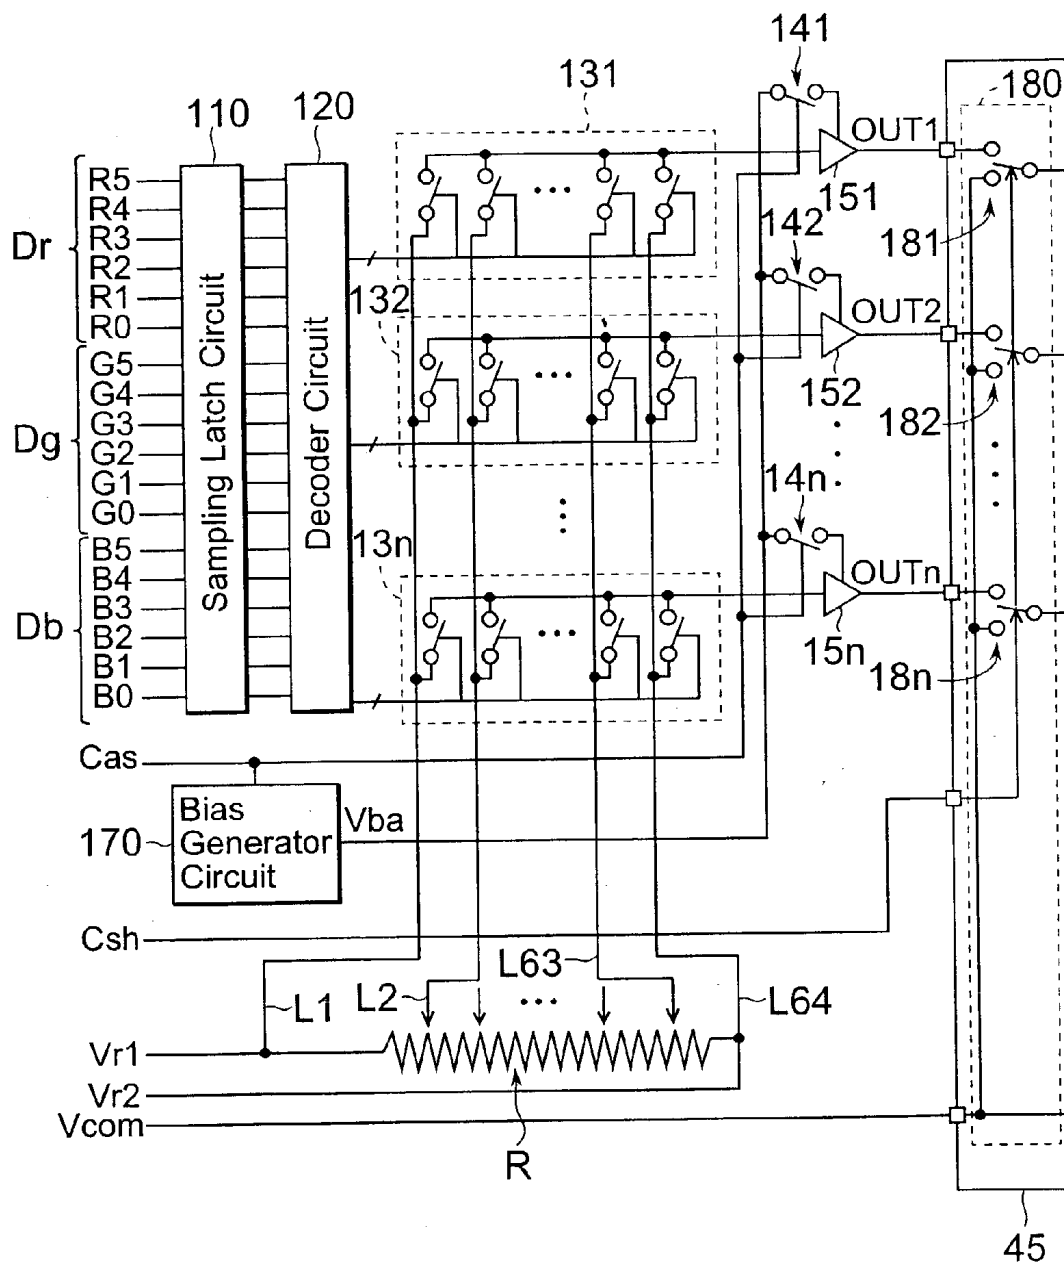 141
180
131
110
120
OUT1
R5
R4
R3
R2
R1
R0
Dr
151
181
142
132
OUT2
G5
G4
G3
G2
G1
G0
Dg
152
182
Sampling Latch Circuit
Decoder Circuit
14n
13n
OUTn
B5
B4
B3
B2
B1
B0
Db
15n
18n
Cas
Bias
Generator
Circuit
170
Vba
Csh
L63
L1
L2
L64
Vr1
Vr2
Vcom
R
45